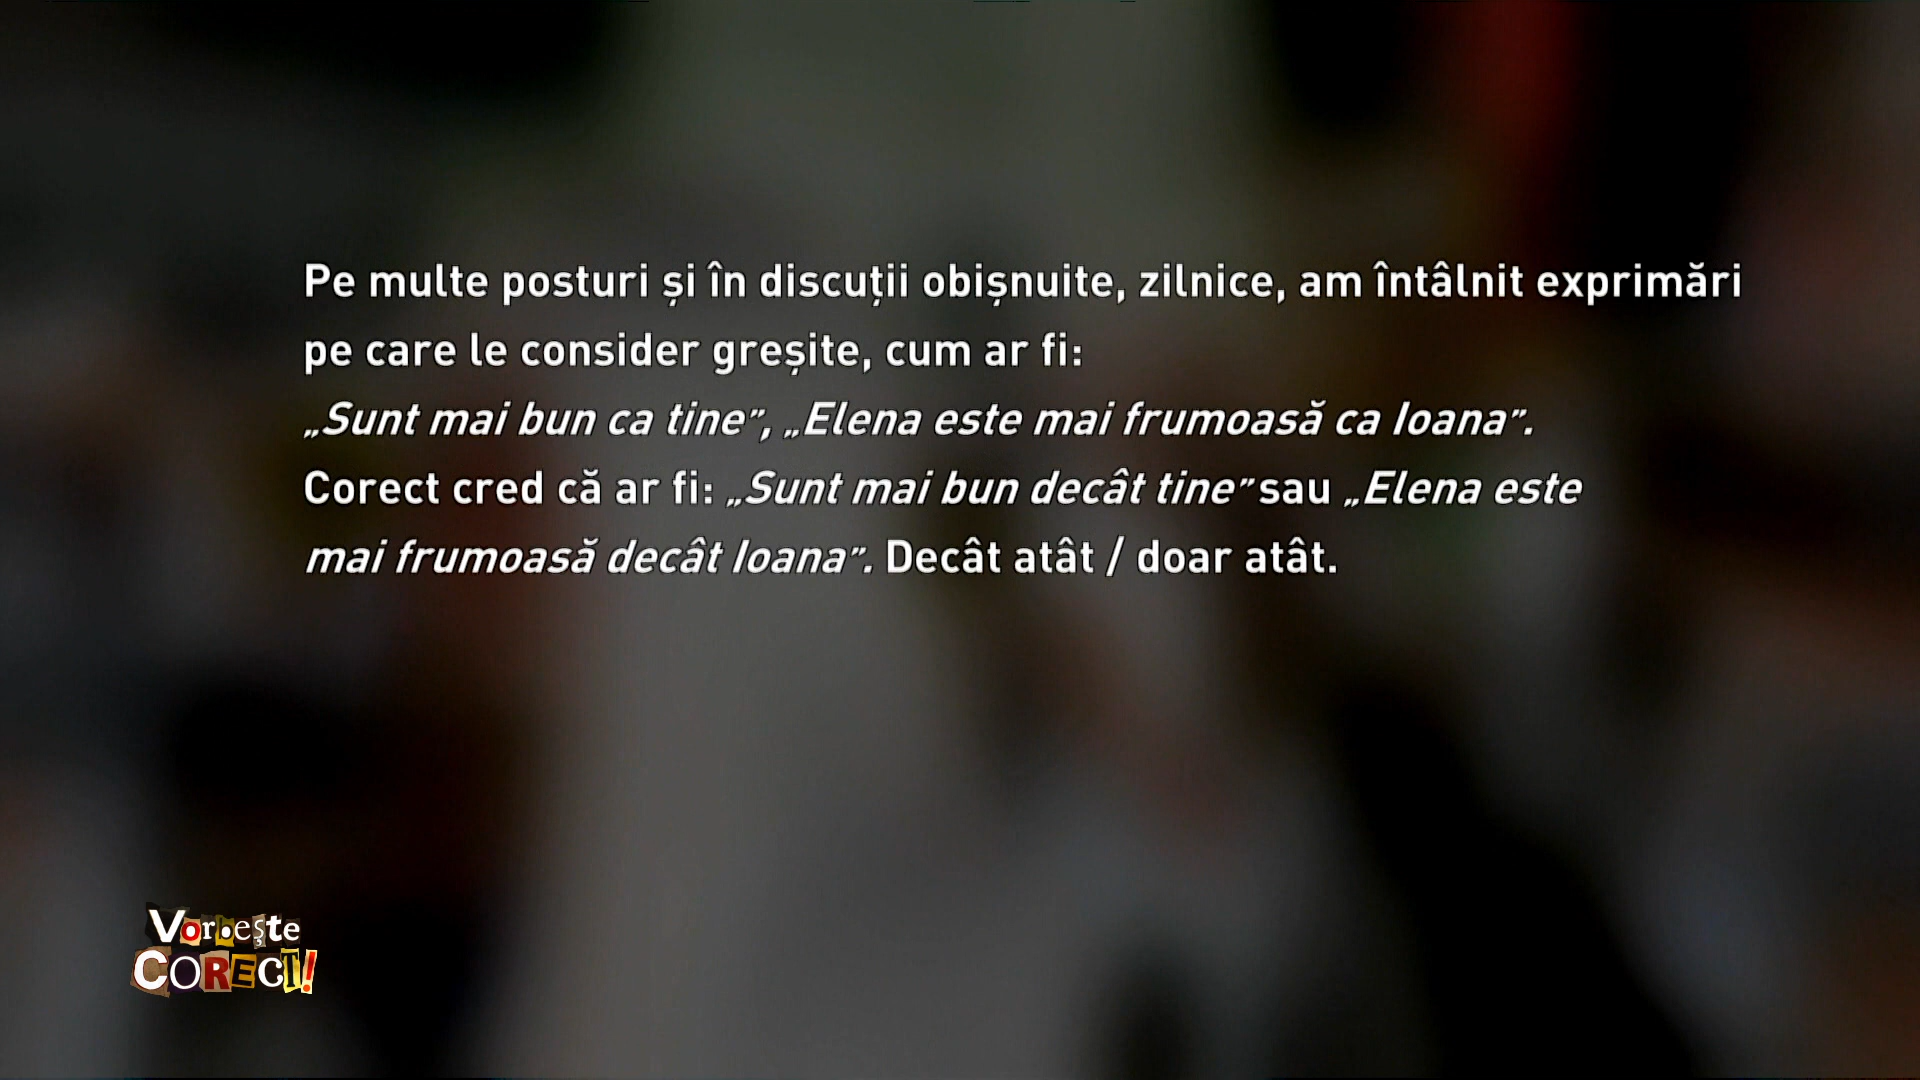 Pe multe posturi și în discuții obișnuite, zilnice, am întâlnit exprimări
pe care le consider greșite, cum ar fi:
„Sunt mai bun ca tine”, „Elena este mai frumoasă ca Ioana”.
Corect cred că ar fi: „Sunt mai bun decât tine” sau „Elena este
mai frumoasă decât Ioana”. Decât atât / doar atât.
Vorbește
CORECT!